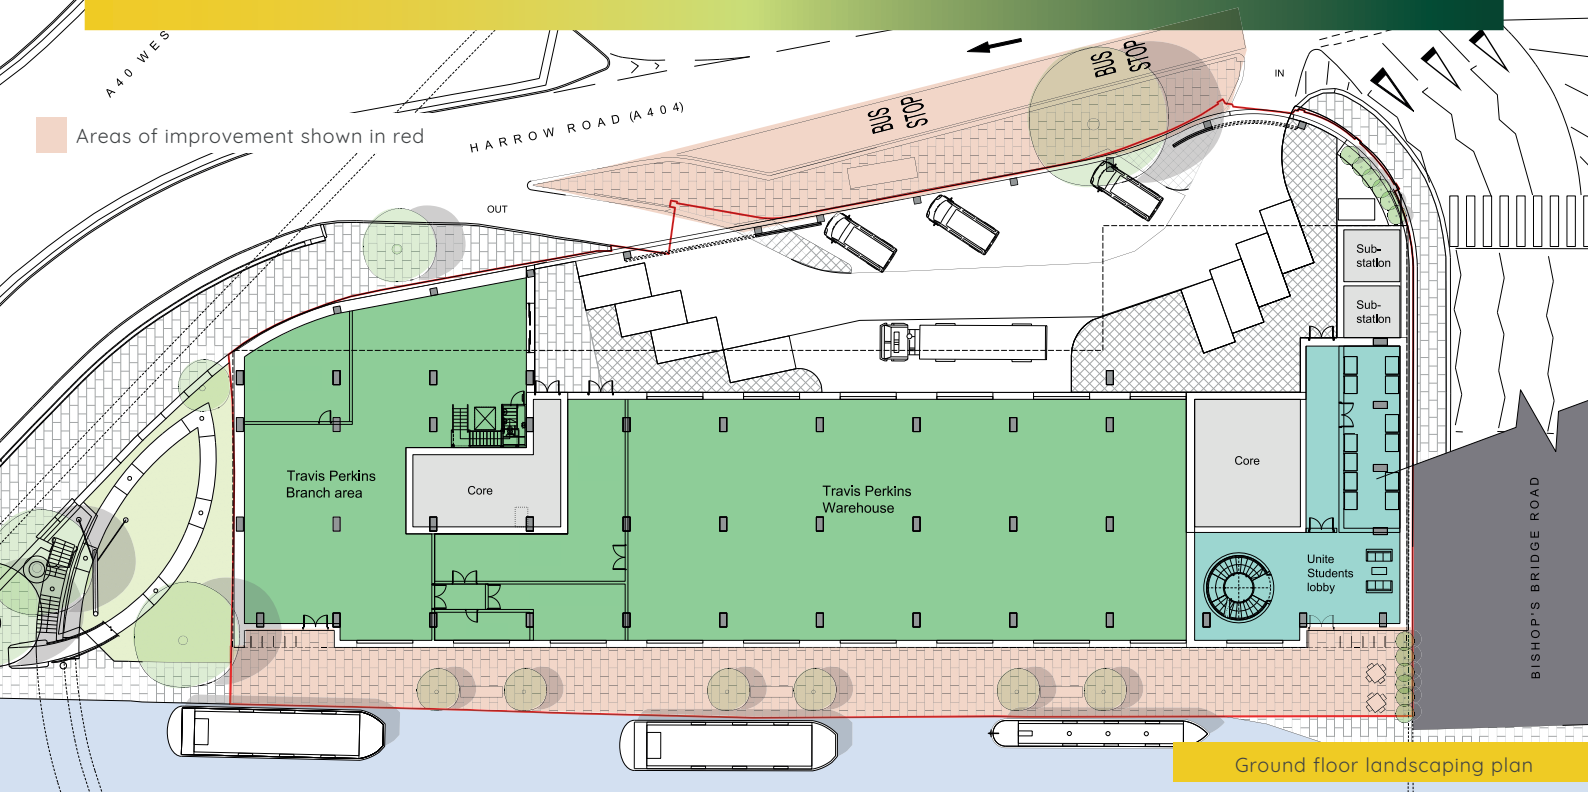 A40 WES
Areas of improvement shown in red
HARROW ROAD (A404)
BUS
STOP
BUS
STOP
IN
OUT
Sub-
station
Sub-
station
Travis Perkins
Branch area
Core
Travis Perkins
Warehouse
Core
Unite
Students
lobby
BISHOP'S BRIDGE ROAD
Ground floor landscaping plan